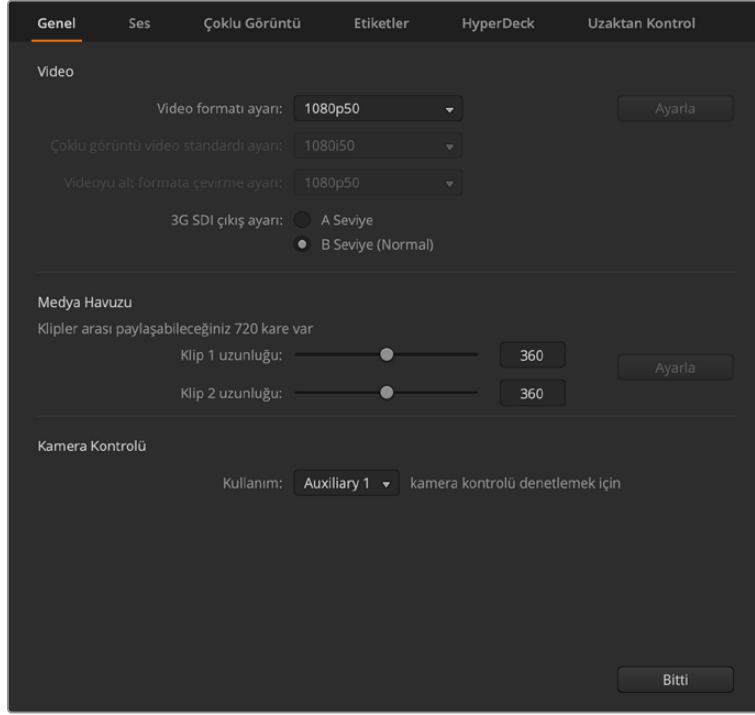 Genel Ses Çoklu Görüntü Etiketler HyperDeck Uzaktan Kontrol
Video
Video formatı ayarı: 1080p50 Ayarla
Çoklu görüntü video standardı ayarı: 1080i50
Videoyu alt formata çevirme ayarı: 1080p50
3G SDI çıkış ayarı: A Seviye
B Seviye (Normal)
Medya Havuzu
Klipler arası paylaşabileceğiniz 720 kare var
Klip 1 uzunluğu: 360
Ayarla
Klip 2 uzunluğu: 360
Kamera Kontrolü
Kullanım: Auxiliary 1 kamera kontrolü denetlemek için
Bitti